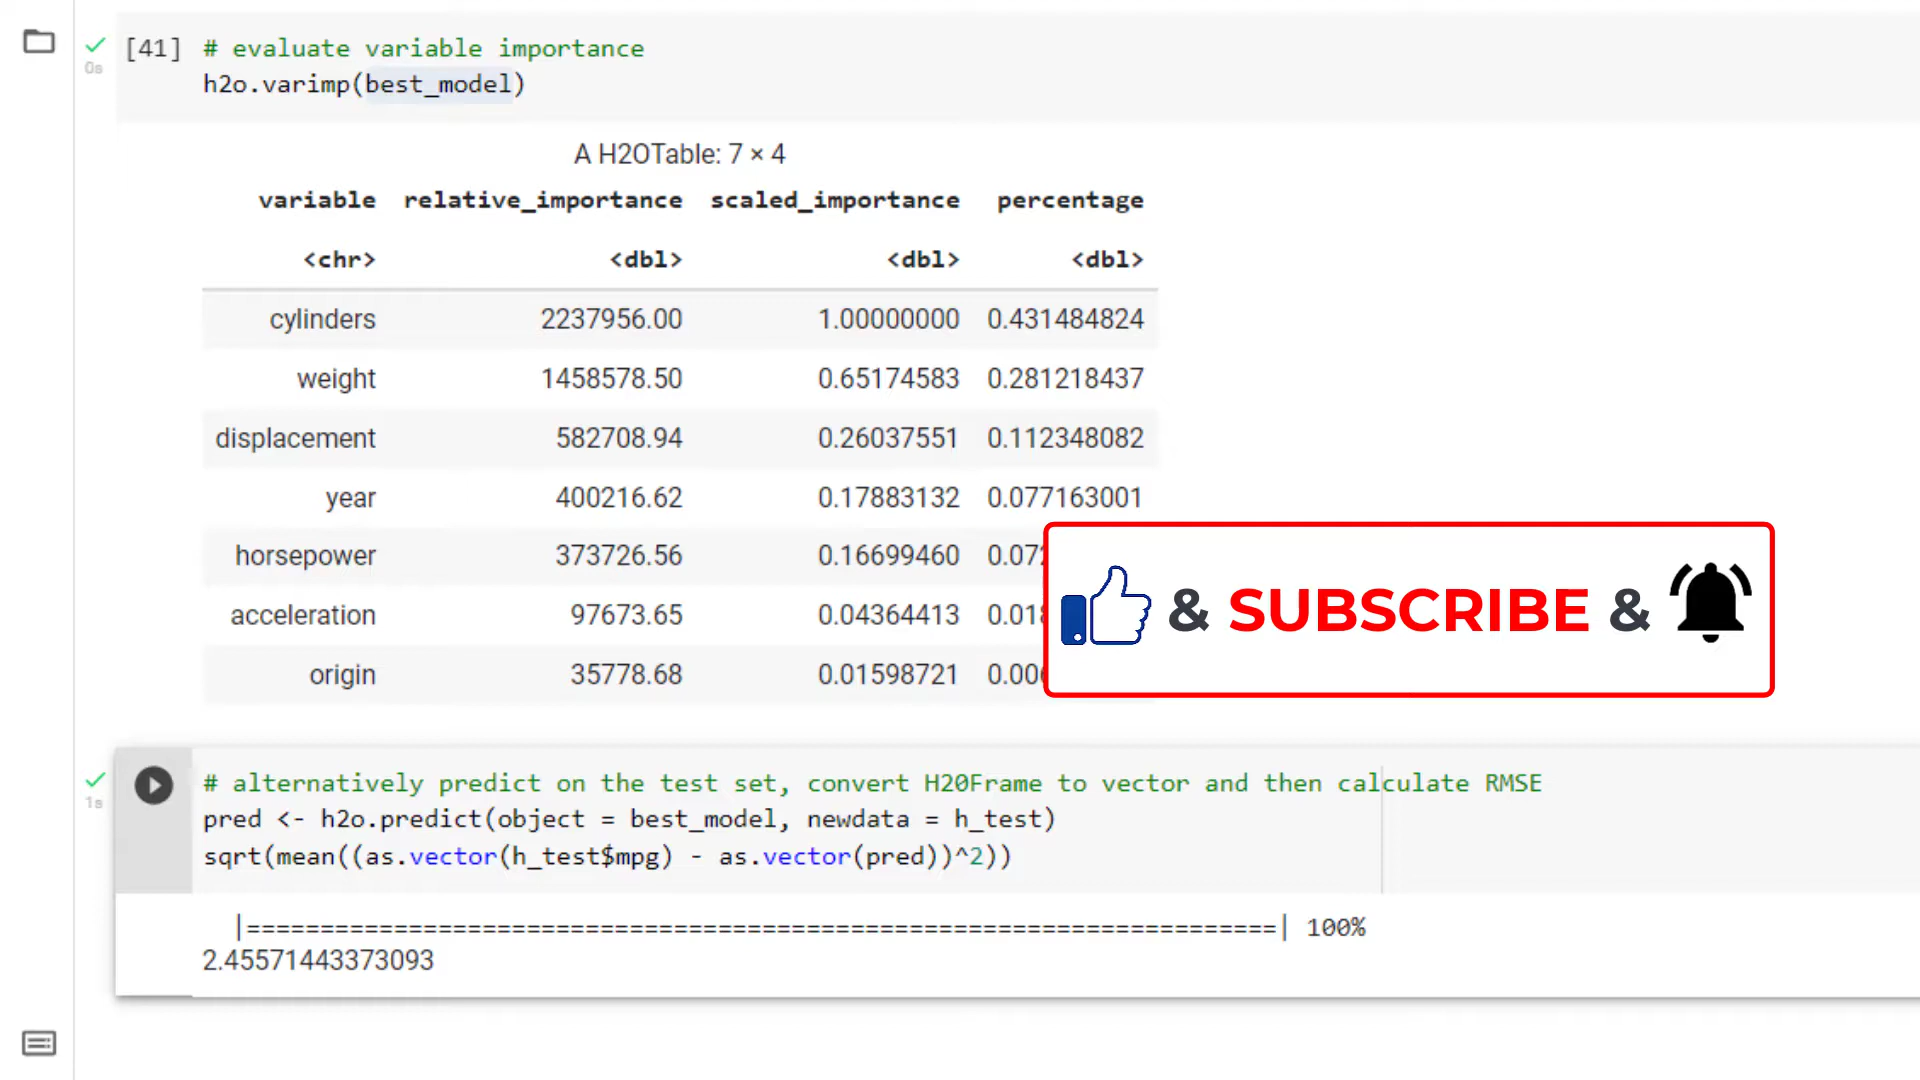 [41] # evaluate variable importance
0s
h2o.varimp(best_model)
A H2OTable: 7 × 4
variable relative_importance scaled_importance percentage
<chr> <dbl> <dbl> <dbl>
cylinders 2237956.00 1.00000000 0.431484824
weight 1458578.50 0.65174583 0.281218437
displacement 582708.94 0.26037551 0.112348082
year 400216.62 0.17883132 0.077163001
horsepower 373726.56 0.16699460
acceleration 97673.65 0.04364413
& SUBSCRIBE &
origin 35778.68 0.01598721
# alternatively predict on the test set, convert H20Frame to vector and then calculate RMSE
1s
pred <- h2o.predict(object = best_model, newdata = h_test)
sqrt(mean((as.vector(h_test$mpg) - as.vector(pred))^2))
|======================================================================| 100%
2.45571443373093